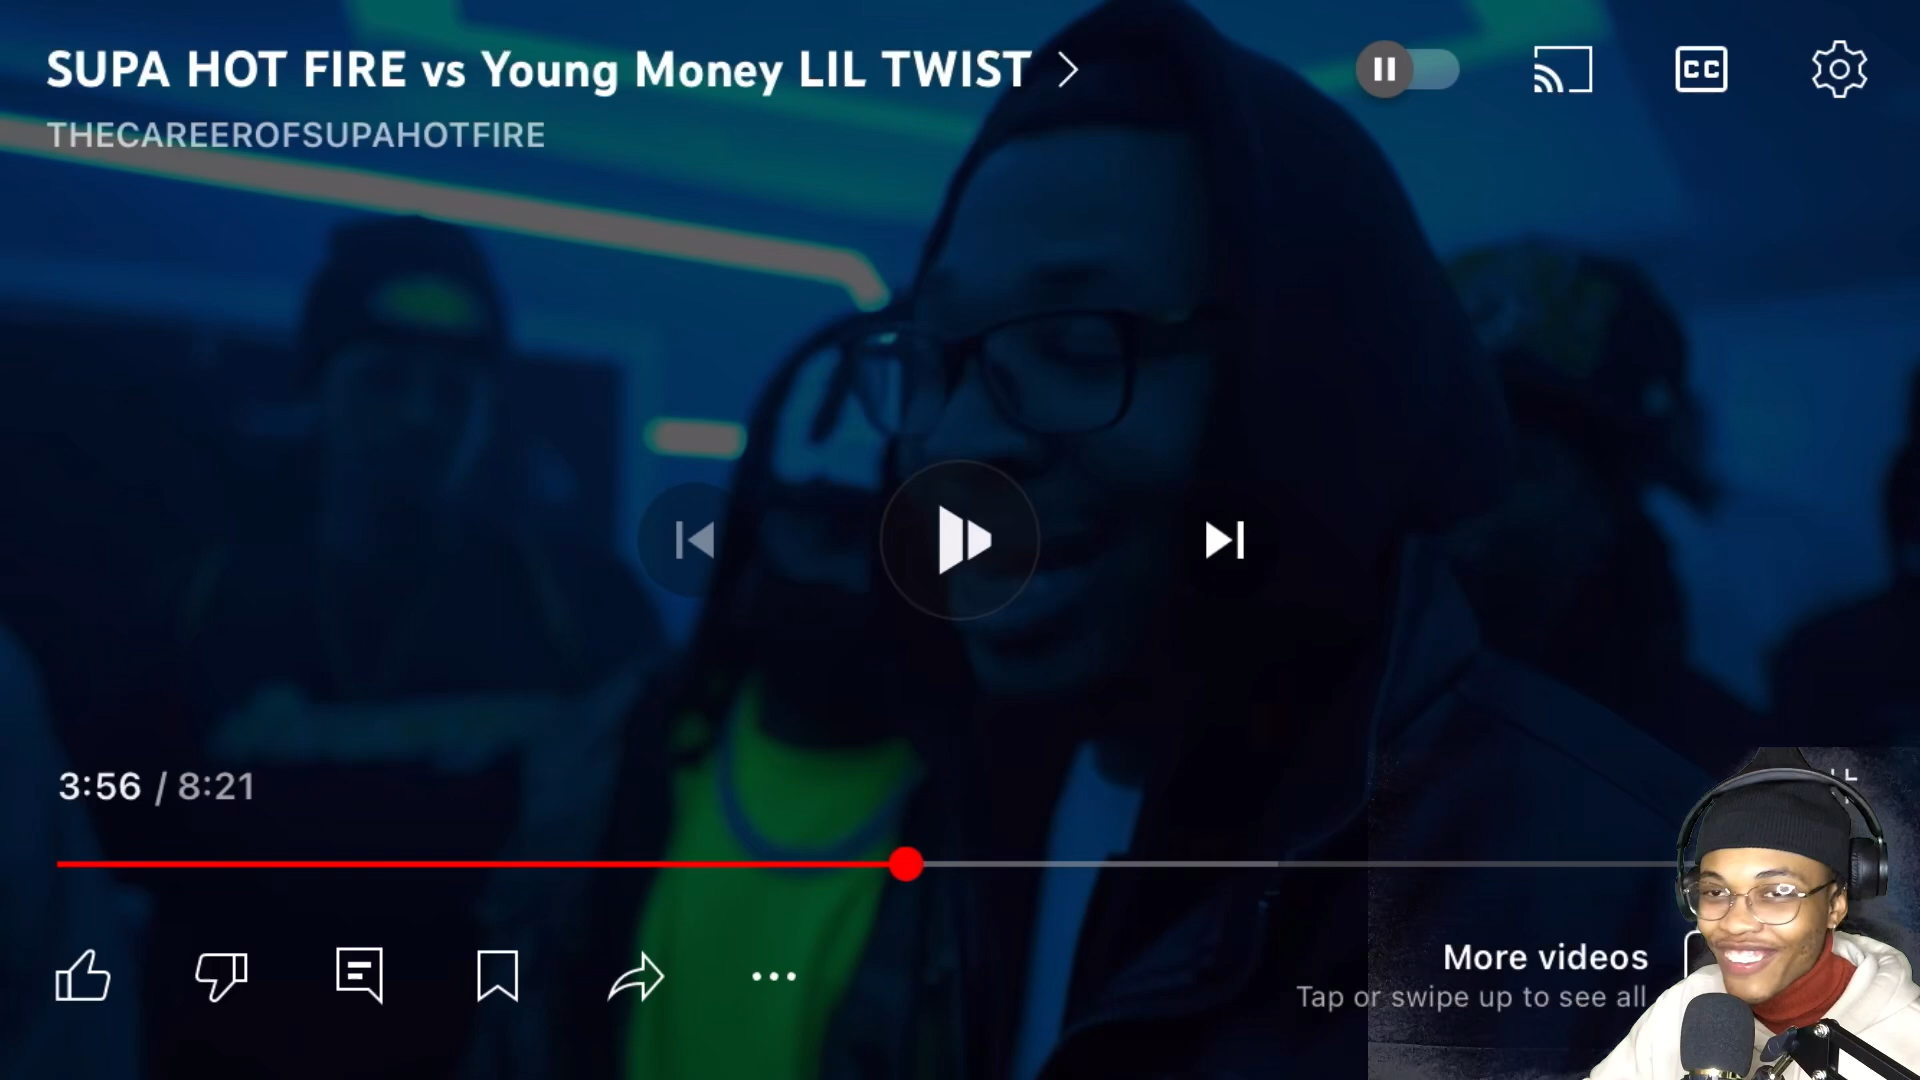 SUPA HOT FIRE vs Young Money LIL TWIST
THECAREEROFSUPAHOTFIRE
CC
3:56 / 8:21
More videos
Tap or swipe up to see all